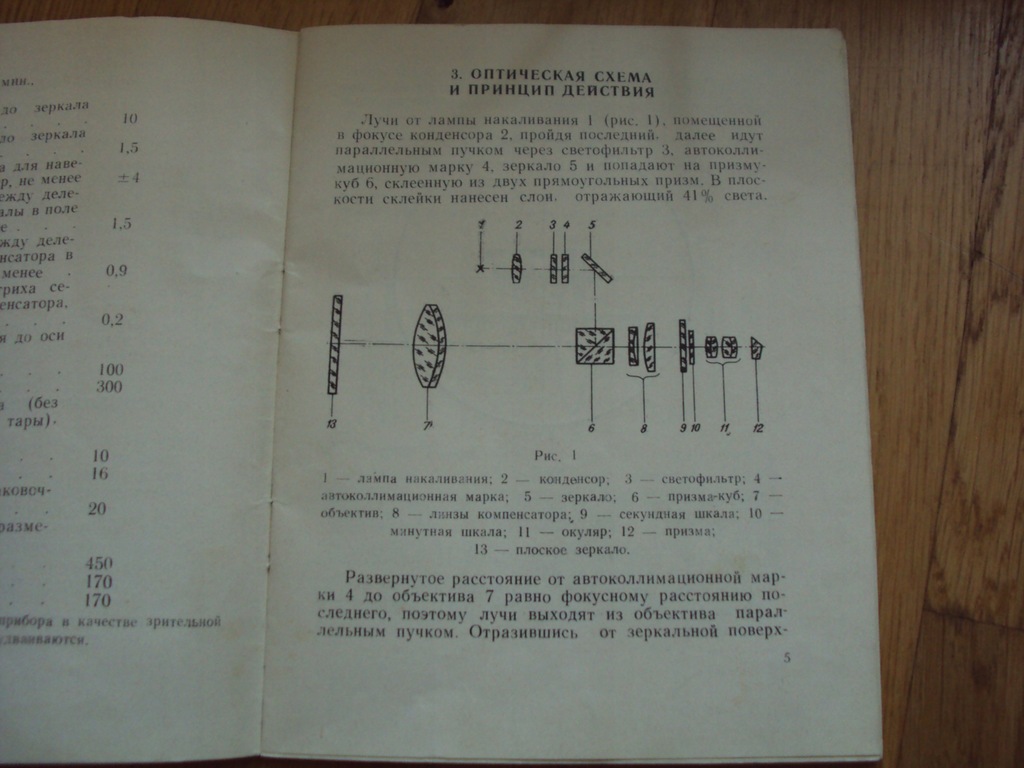 до зеркала
10
зеркала
1,5
для наве-
не менее ±4
деле-
в поле
1,5
деле-
в
менее 0,9
се-

0,2
до оси
100
300
(без
тары).
10
16
20
450
170
170
прибора в качестве зрительной
3. ОПТИЧЕСКАЯ СХЕМА
И ПРИНЦИП ДЕЙСТВИЯ
Лучи от лампы накаливания 1 (рис. 1), помещенной
в фокусе конденсора 2, пройдя последний, далее идут
параллельным пучком через светофильтр 3, автоколли-
мационную марку 4, зеркало 5 и попадают на призму-
куб 6, склеенную из двух прямоугольных призм. В плос-
кости склейки нанесен слой, отражающий 41% света.
1 2 3 4 5
13 7 6 8 9 10 11 12
Рис. 1
1 — лампа накаливания; 2 — конденсор; 3 — светофильтр; 4 —
автоколлимационная марка; 5 — зеркало; 6 — призма-куб; 7 —
объектив; 8 — линзы компенсатора; 9 — секундная шкала; 10 —
минутная шкала; 11 — окуляр; 12 — призма;
13 — плоское зеркало.
Развернутое расстояние от автоколлимационной мар-
ки 4 до объектива 7 равно фокусному расстоянию по-
следнего, поэтому лучи выходят из объектива парал-
лельным пучком. Отразившись от зеркальной поверх-
5